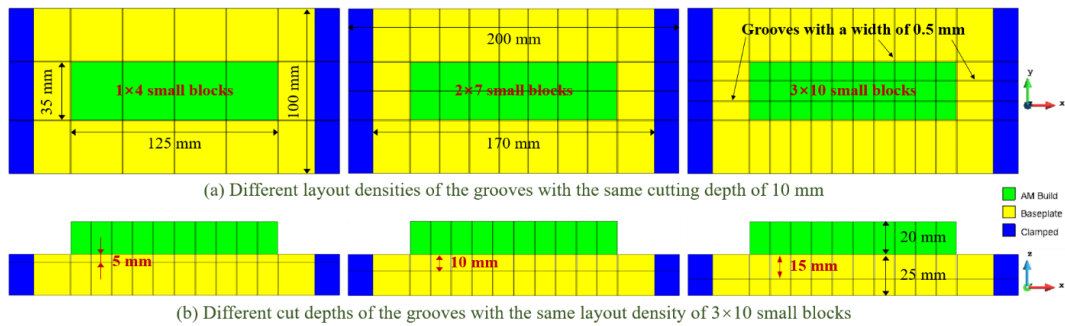 1×4 small blocks
35 mm
125 mm
100 mm
200 mm
2×7 small blocks
170 mm
Grooves with a width of 0.5 mm
3×10 small blocks
y
x
(a) Different layout densities of the grooves with the same cutting depth of 10 mm
AM Build
Baseplate
Clamped
5 mm
10 mm
15 mm
20 mm
25 mm
z
x
(b) Different cut depths of the grooves with the same layout density of 3×10 small blocks